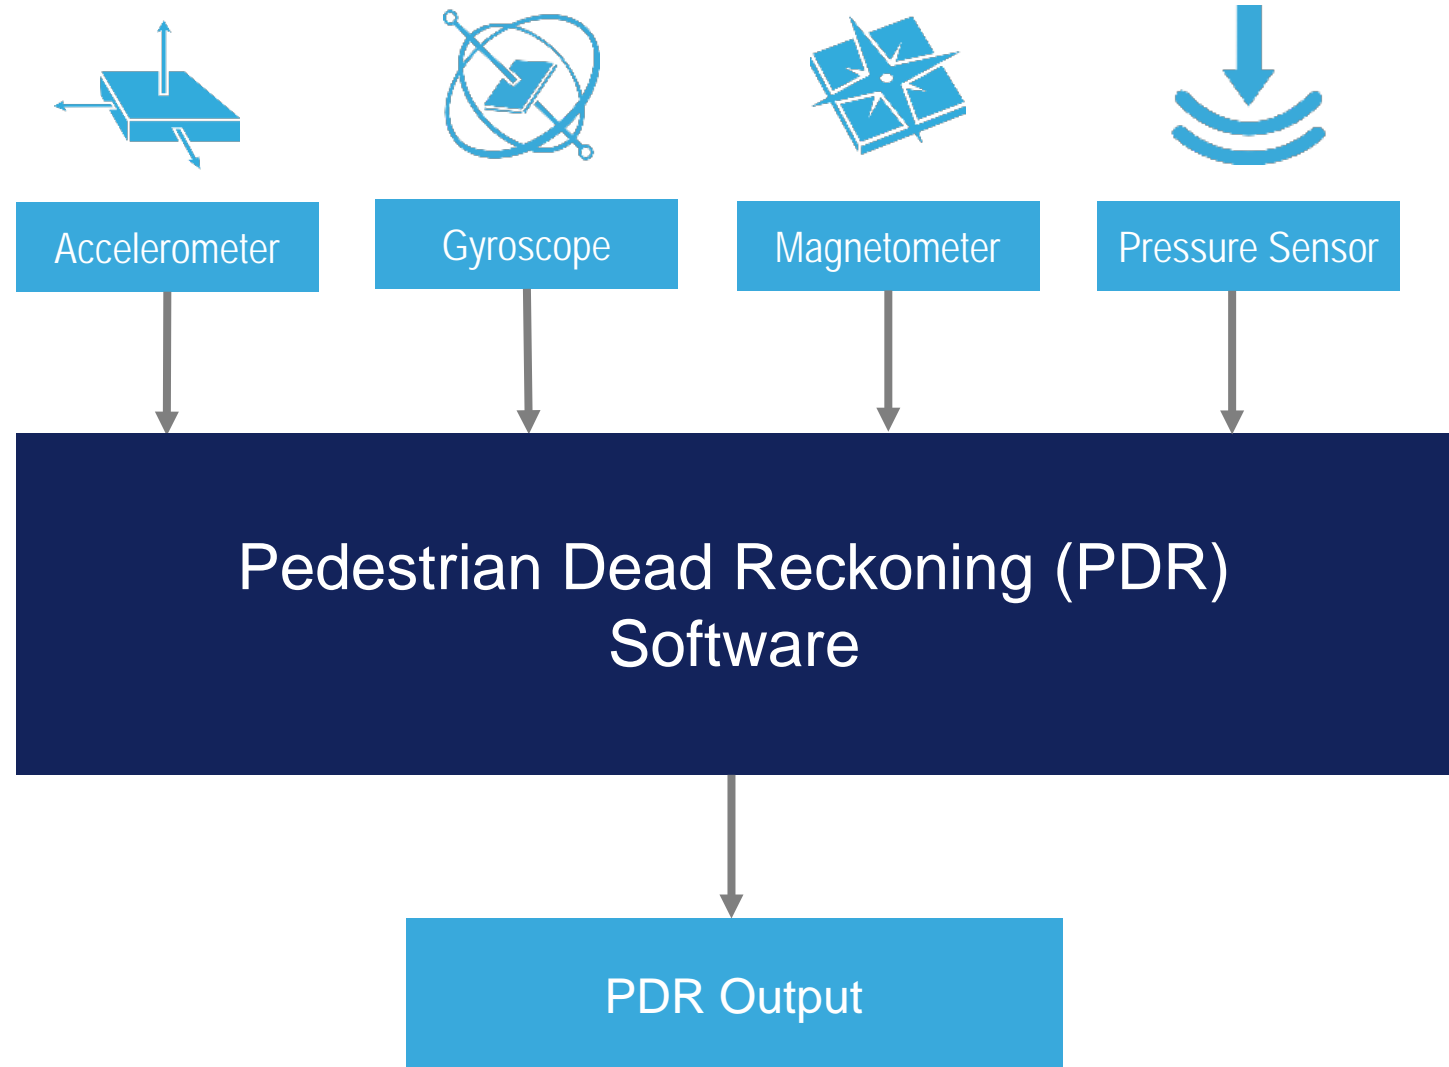 Accelerometer
Gyroscope
Magnetometer
Pressure Sensor
Pedestrian Dead Reckoning (PDR)
Software
PDR Output